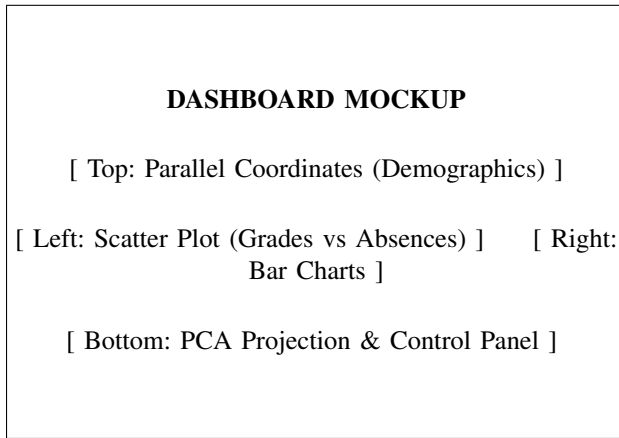 DASHBOARD MOCKUP
[ Top: Parallel Coordinates (Demographics) ]
[ Left: Scatter Plot (Grades vs Absences) ] [ Right:
Bar Charts ]
[ Bottom: PCA Projection & Control Panel ]